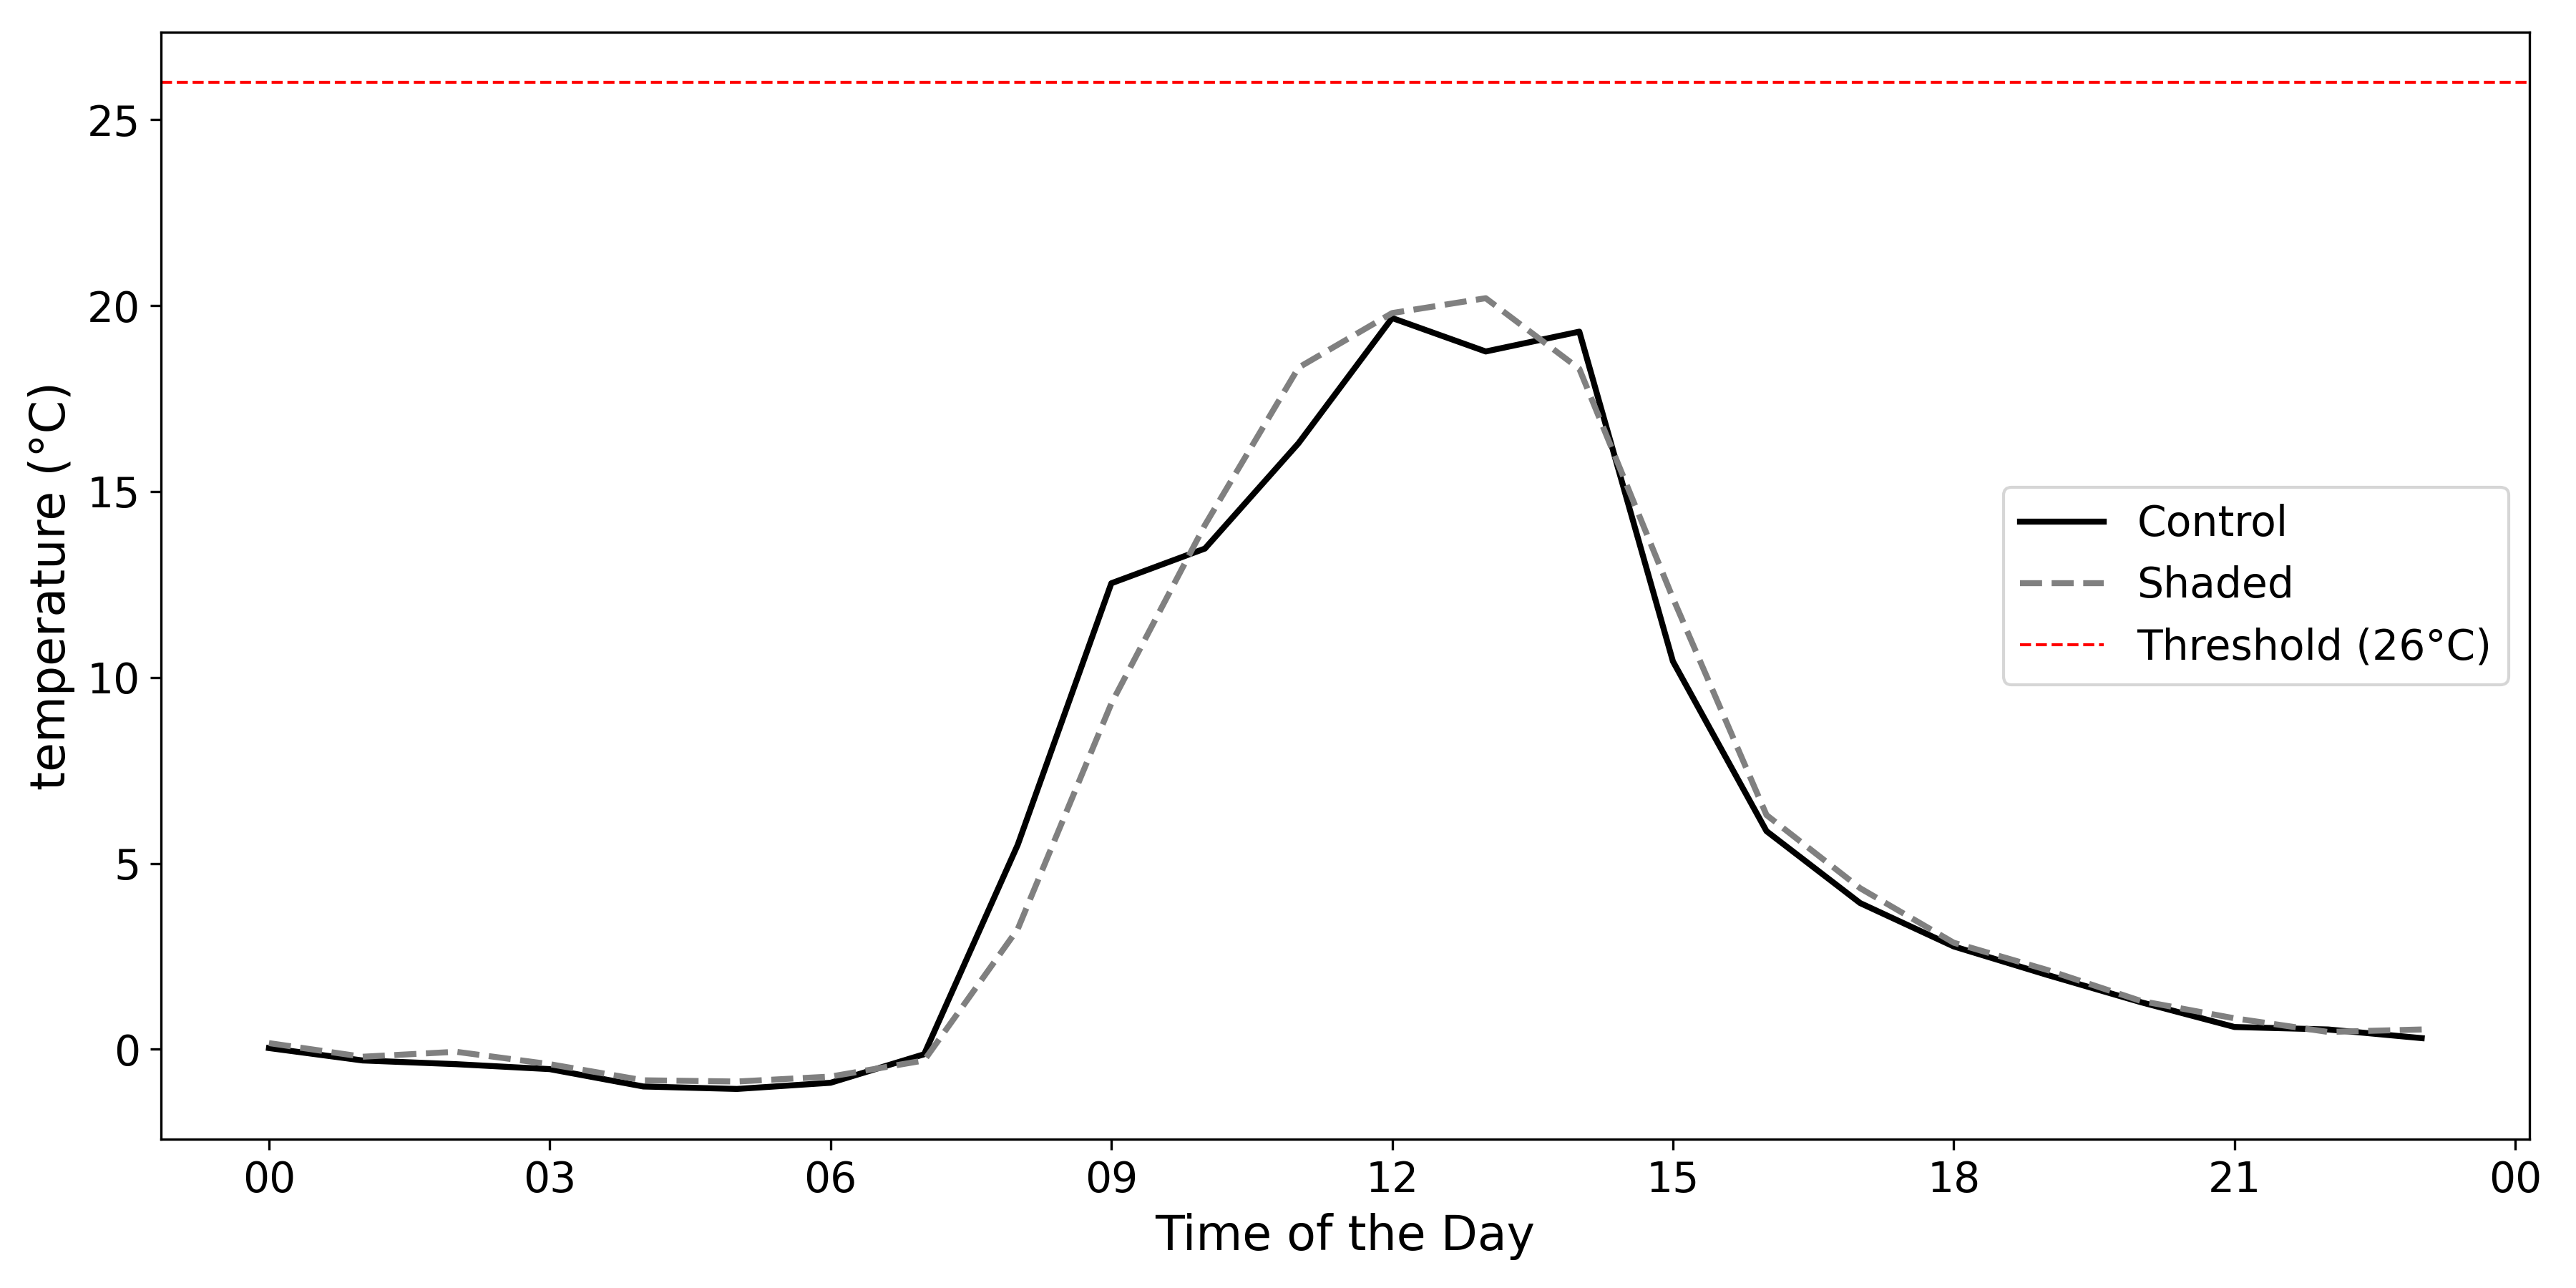 25
20
15
10
5
0
temperature (°C)
Control
Shaded
Threshold (26°C)
00 03 06 09 12 15 18 21 00
Time of the Day